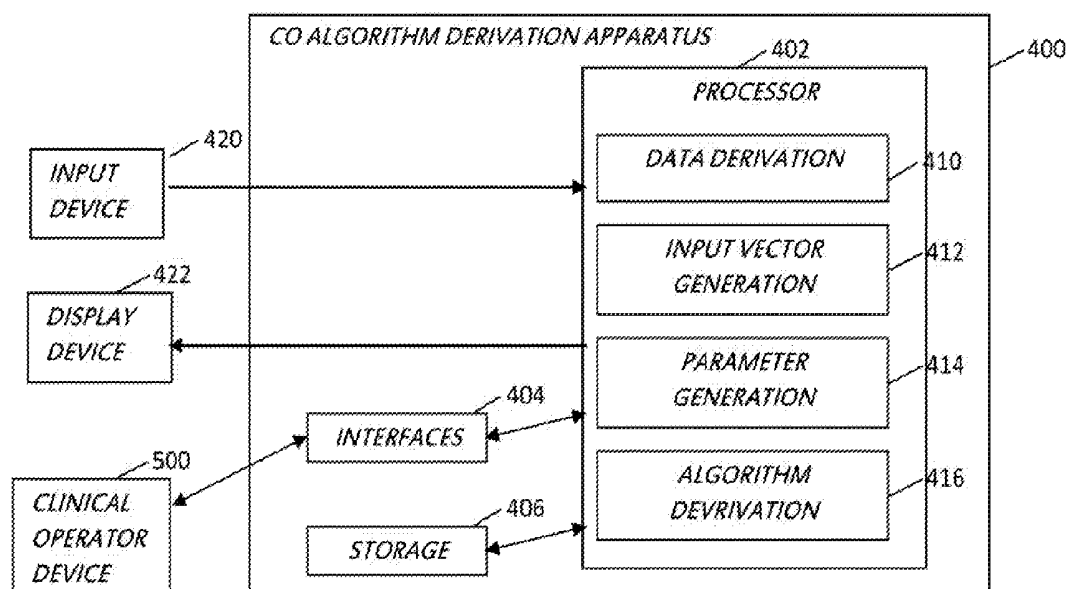 CO ALGORITHM DERIVATION APPARATUS
400
402
PROCESSOR
420
INPUT
DEVICE
DATA DERIVATION
410
INPUT VECTOR
GENERATION
412
422
DISPLAY
DEVICE
PARAMETER
GENERATION
414
404
INTERFACES
500
CLINICAL
OPERATOR
DEVICE
ALGORITHM
DEVRIVATION
416
406
STORAGE